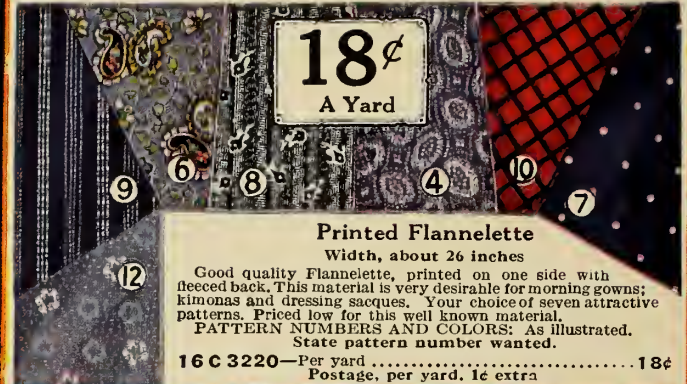 18¢
A Yard
9
6
8
4
10
7
12
Printed Flannelette
Width, about 26 inches
Good quality Flannelette, printed on one side with
fleeced back. This material is very desirable for morning gowns;
kimonas and dressing sacques. Your choice of seven attractive
patterns. Priced low for this well known material.
PATTERN NUMBERS AND COLORS: As illustrated.
State pattern number wanted.
16 C 3220—Per yard ................................. 18¢
Postage, per yard, 1¢ extra